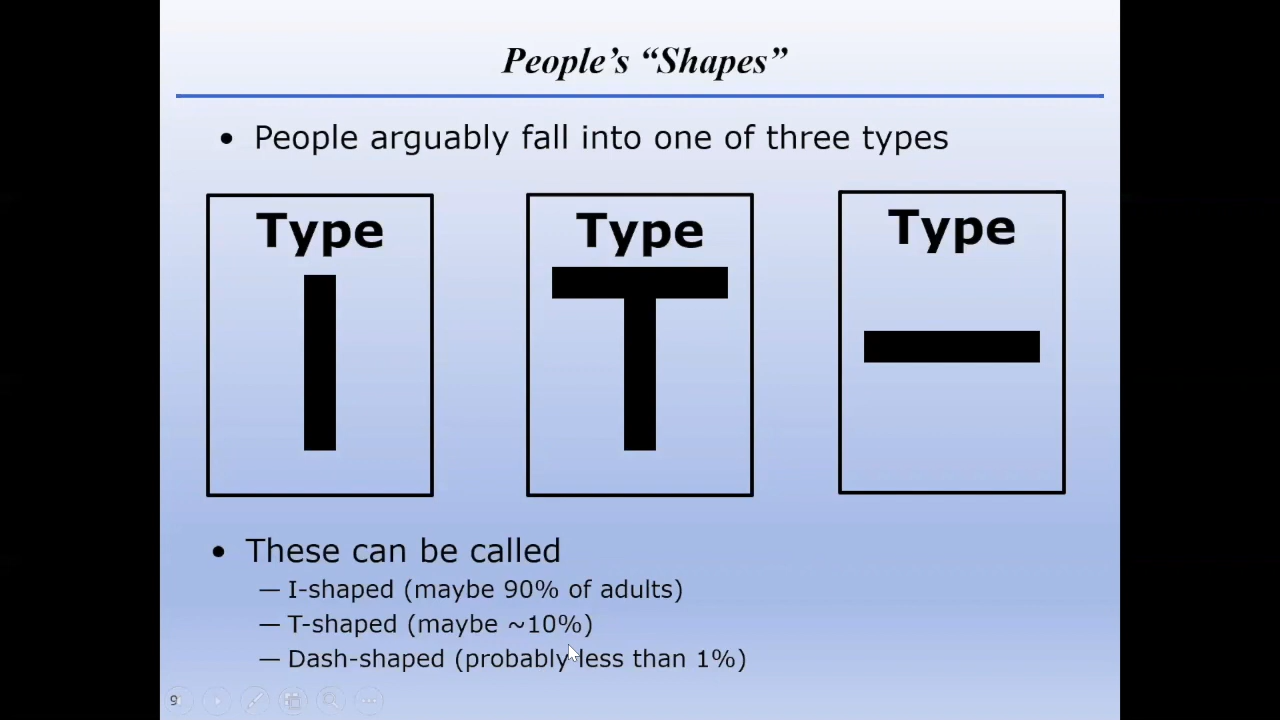 People’s “Shapes”
• People arguably fall into one of three types
Type
I
Type
T
Type
—
• These can be called
— I-shaped (maybe 90% of adults)
— T-shaped (maybe ~10%)
— Dash-shaped (probably less than 1%)
9